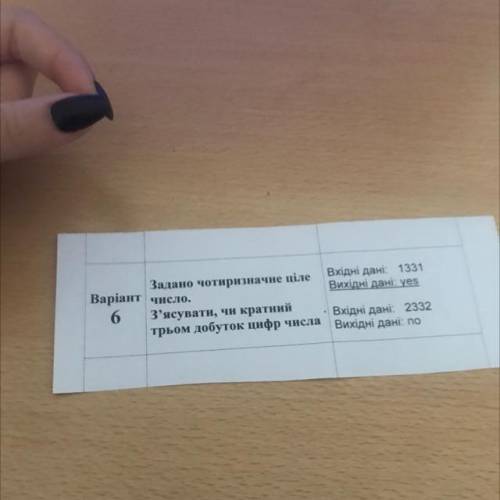 Варіант
6
Задано чотиризначне ціле
число.
З'ясувати, чи кратний
трьом добуток цифр числа
Вхідні дані: 1331
Вихідні дані: yes
Вхідні дані: 2332
Вихідні дані: no